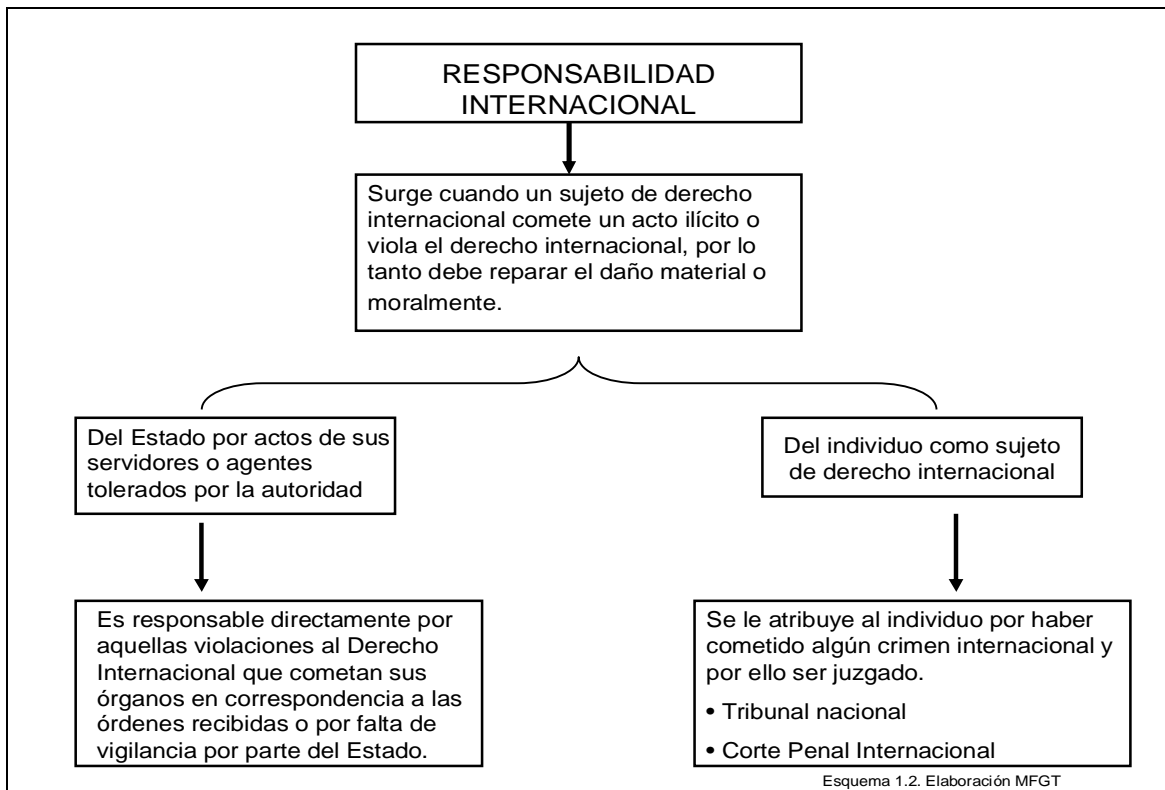 RESPONSABILIDAD
INTERNACIONAL
Surge cuando un sujeto de derecho
internacional comete un acto ilícito o
viola el derecho internacional, por lo
tanto debe reparar el daño material o
moralmente.
Del Estado por actos de sus
servidores o agentes
tolerados por la autoridad
Del individuo como sujeto
de derecho internacional
Es responsable directamente por
aquellas violaciones al Derecho
Internacional que cometan sus
órganos en correspondencia a las
órdenes recibidas o por falta de
vigilancia por parte del Estado.
Se le atribuye al individuo por haber
cometido algún crimen internacional y
por ello ser juzgado.
• Tribunal nacional
• Corte Penal Internacional
Esquema 1.2. Elaboración MFGT